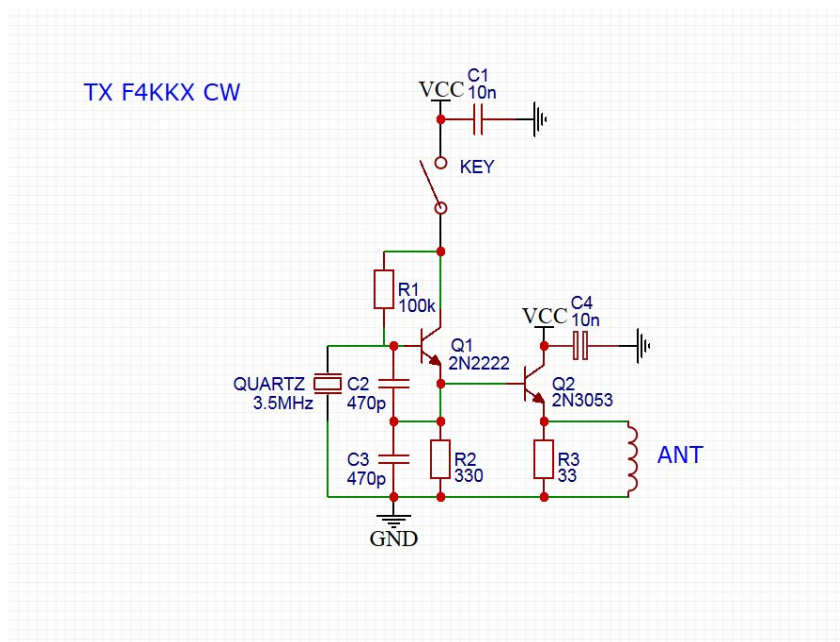 TX F4KKX CW
VCC
C1
10n
KEY
R1
100k
Q1
2N2222
VCC
C4
10n
Q2
2N3053
QUARTZ
3.5MHz
C2
470p
C3
470p
R2
330
R3
33
ANT
GND